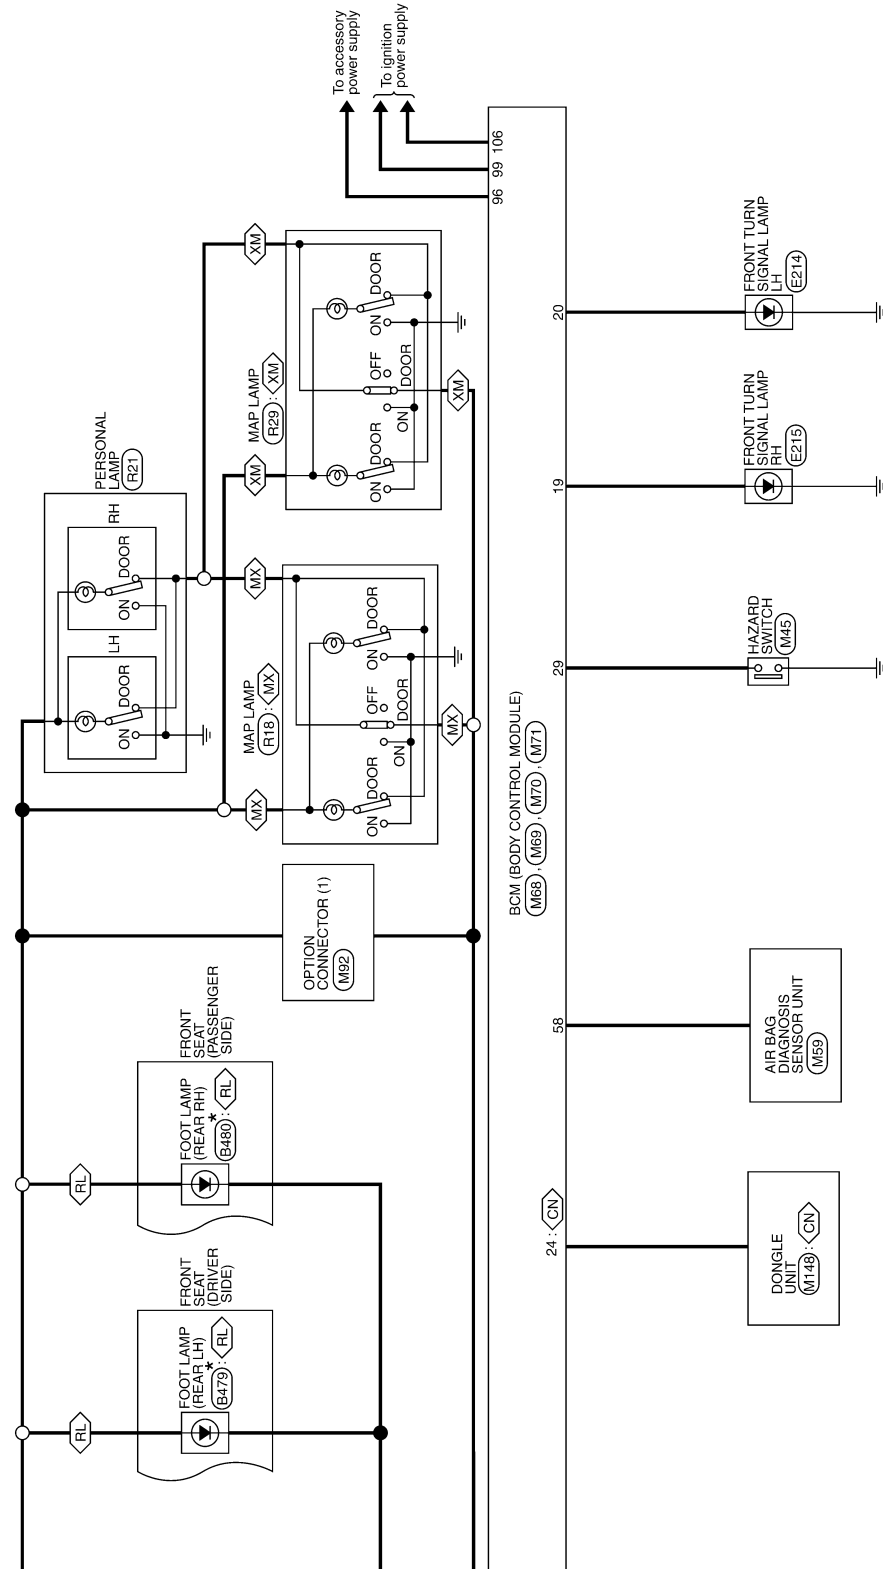 To accessory
power supply
To ignition
power supply
96
99
106
PERSONAL
LAMP
R21
LH
RH
ON
DOOR
ON
DOOR
XM
XM
MAP LAMP
R29 : XM
ON
DOOR
ON
OFF
DOOR
ON
DOOR
XM
MX
MX
MAP LAMP
R18 : MX
ON
DOOR
ON
OFF
DOOR
ON
DOOR
MX
OPTION
CONNECTOR (1)
M92
FRONT
SEAT
(PASSENGER
SIDE)
FOOT LAMP
(REAR RH)
*
B480 : RL
RL
FRONT
SEAT
(DRIVER
SIDE)
FOOT LAMP
(REAR LH)
*
B479 : RL
RL
BCM (BODY CONTROL MODULE)
M68 , M69 , M70 , M71
20
FRONT TURN
SIGNAL LAMP
LH
E214
19
FRONT TURN
SIGNAL LAMP
RH
E215
29
HAZARD
SWITCH
M45
58
AIR BAG
DIAGNOSIS
SENSOR UNIT
M59
24 : CN
DONGLE
UNIT
M148 : CN